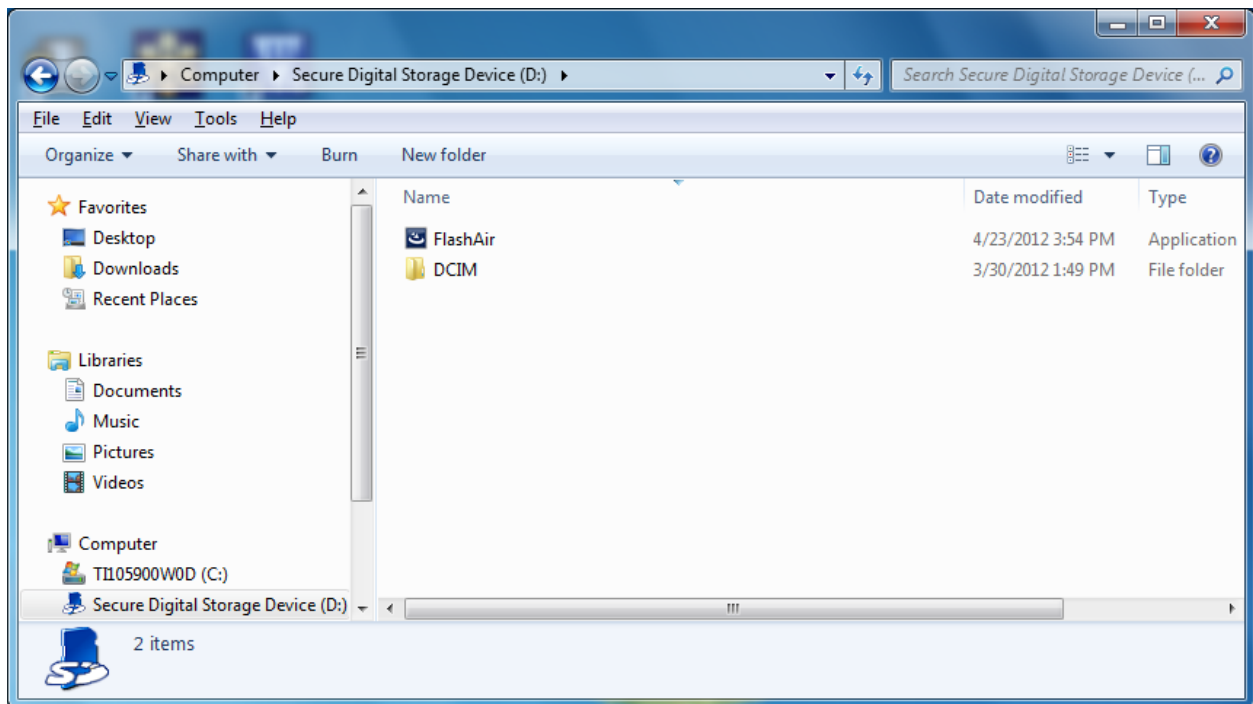 Computer Secure Digital Storage Device (D:) Search Secure Digital Storage Device (...
File Edit View Tools Help
Organize Share with Burn New folder
Favorites
Desktop
Downloads
Recent Places
Libraries
Documents
Music
Pictures
Videos
Computer
TI105900W0D (C:)
Secure Digital Storage Device (D:)
Name Date modified Type
FlashAir 4/23/2012 3:54 PM Application
DCIM 3/30/2012 1:49 PM File folder
2 items